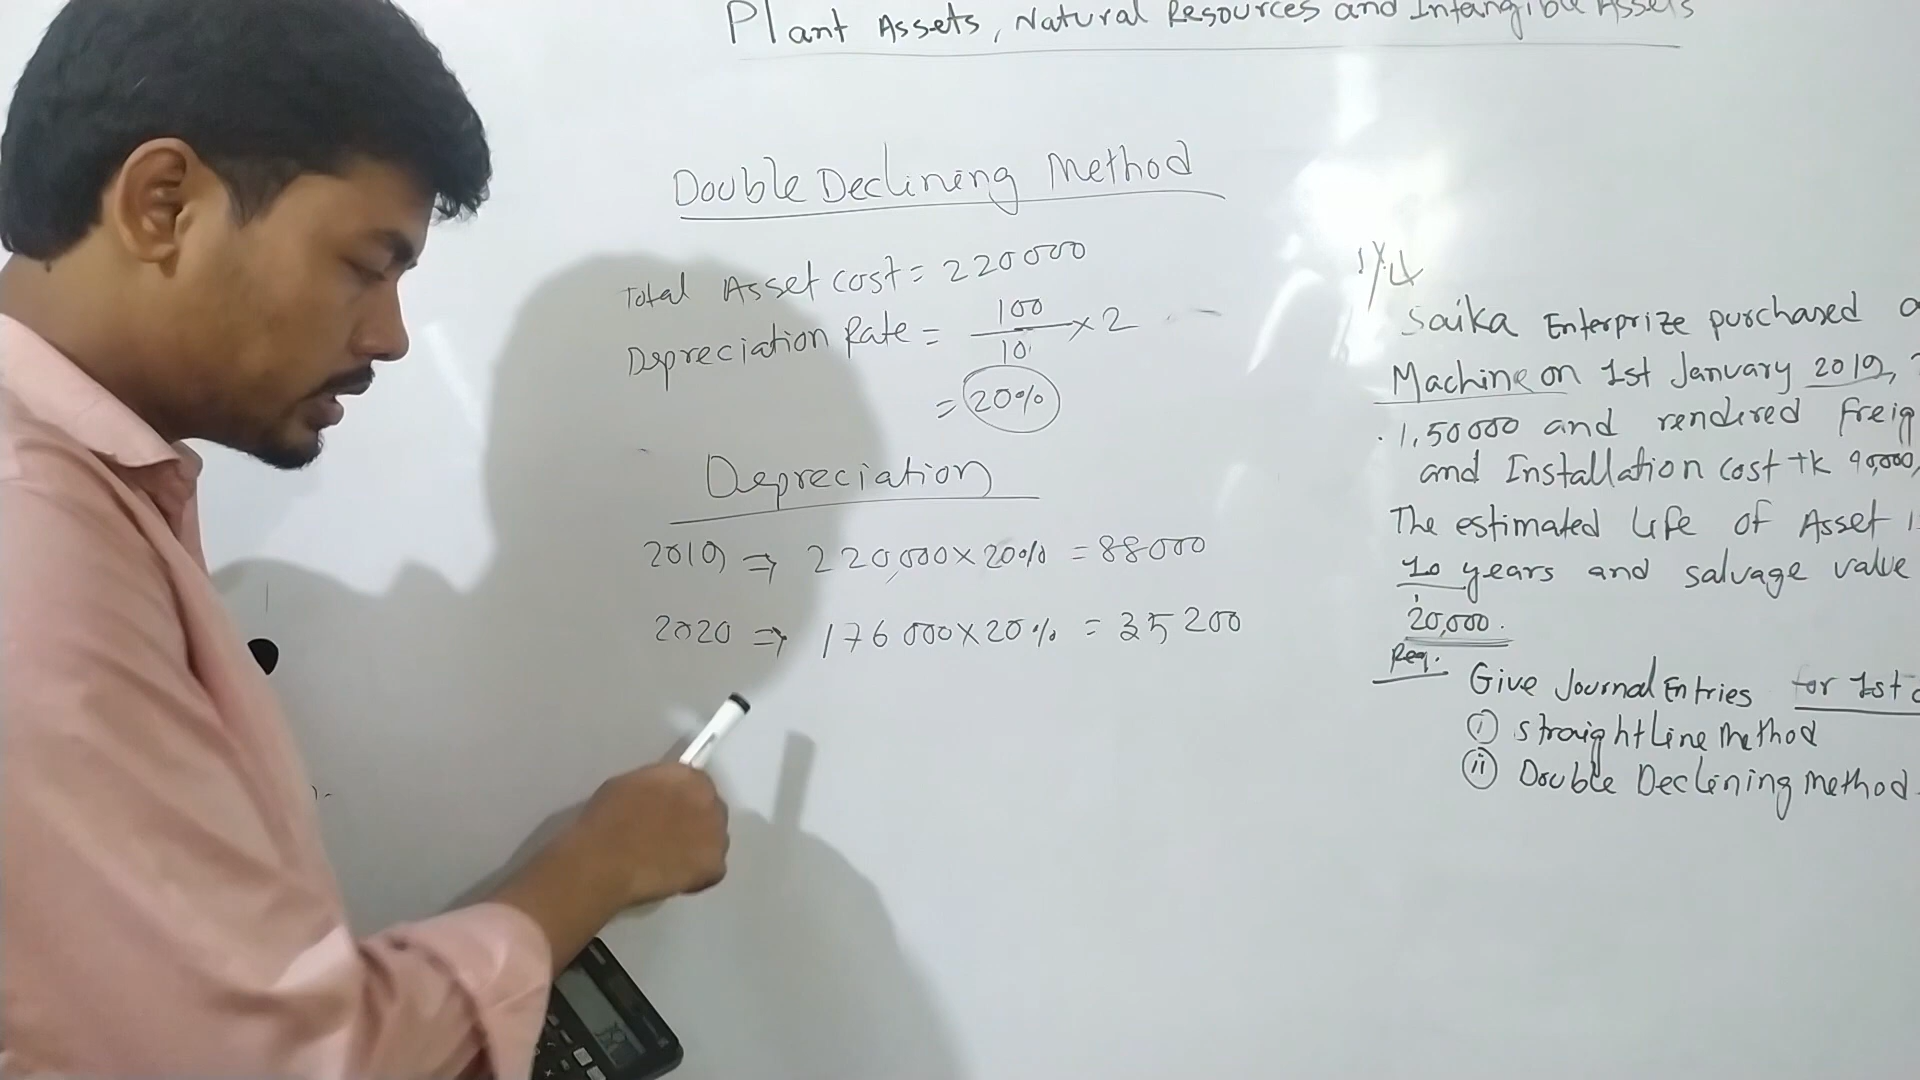 Plant Assets, Natural Resources and Intangible Assets
Double Declining Method
Total Asset cost = 220000
Depreciation Rate = 100/10 × 2
= 20%
Depreciation
2019 ⇒ 220,000 × 20% = 88000
2020 ⇒ 176000 × 20% = 35200
Saika Enterprize purchased a
Machine on 1st January 2019,
1,50000 and rendered Freig
and Installation cost tk 90,000,
The estimated life of Asset
10 years and salvage value
20,000.
Req.
Give Journal Entries for 1st
(i) straight Line Method
(ii) Double Declining Method.